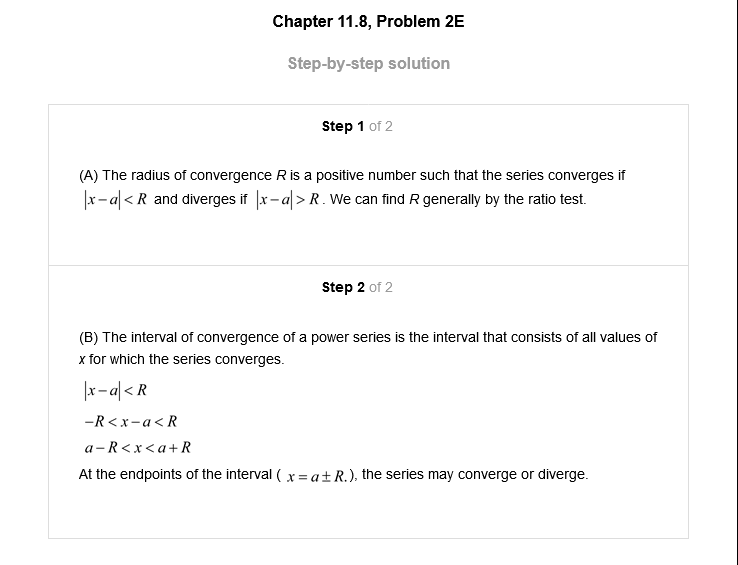 Chapter 11.8, Problem 2E
Step-by-step solution
Step 1 of 2
(A) The radius of convergence R is a positive number such that the series converges if
|x−a|<R and diverges if |x−a|>R. We can find R generally by the ratio test.
Step 2 of 2
(B) The interval of convergence of a power series is the interval that consists of all values of
x for which the series converges.
|x−a|<R
−R<x−a<R
a−R<x<a+R
At the endpoints of the interval ( x=a±R.), the series may converge or diverge.